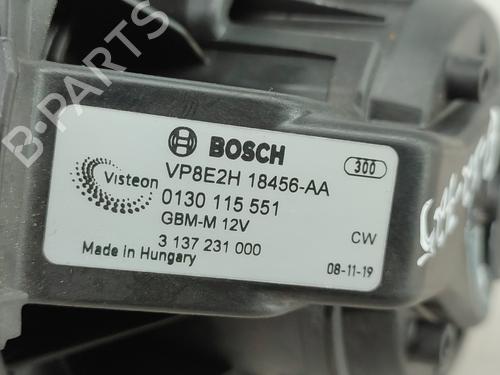 B-PARTS
BOSCH
300
Visteon
VP8E2H 18456-AA
0130 115 551
GBM-M 12V
3 137 231 000
CW
Made in Hungary
08-11-19